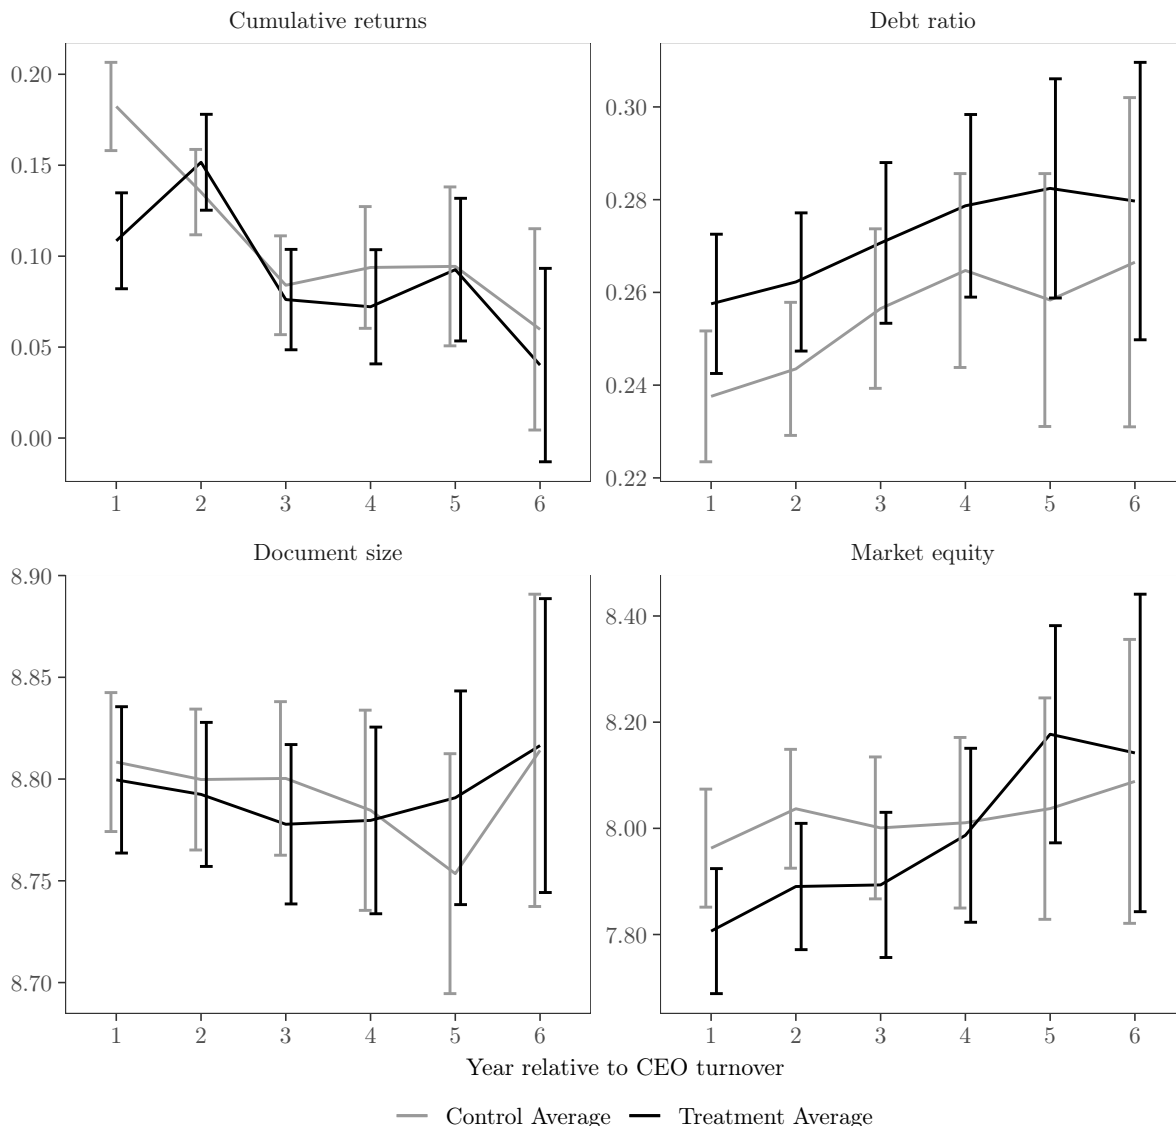 Cumulative returns
0.20
0.15
0.10
0.05
0.00
1 2 3 4 5 6
Debt ratio
0.30
0.28
0.26
0.24
0.22
1 2 3 4 5 6
Document size
8.90
8.85
8.80
8.75
8.70
1 2 3 4 5 6
Market equity
8.40
8.20
8.00
7.80
1 2 3 4 5 6
Year relative to CEO turnover
Control Average Treatment Average